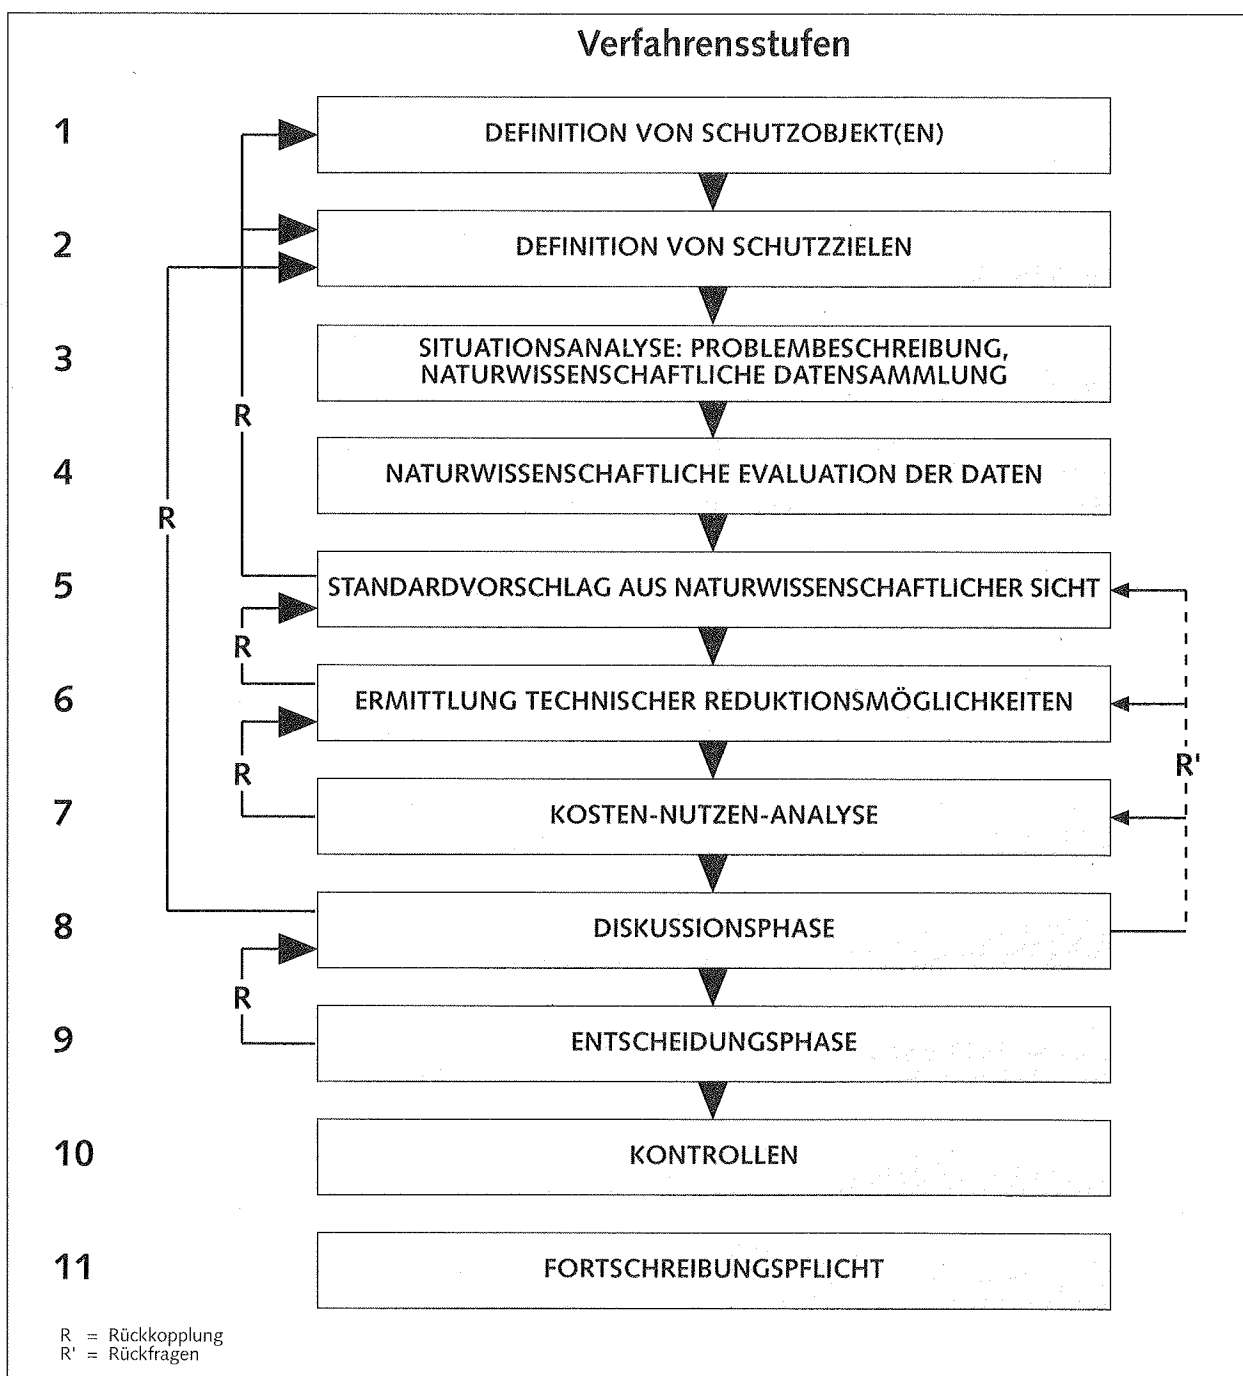 Verfahrensstufen
1
DEFINITION VON SCHUTZOBJEKT(EN)
2
DEFINITION VON SCHUTZZIELEN
3
SITUATIONSANALYSE: PROBLEMBESCHREIBUNG,
NATURWISSENSCHAFTLICHE DATENSAMMLUNG
R
4
NATURWISSENSCHAFTLICHE EVALUATION DER DATEN
R
5
STANDARDVORSCHLAG AUS NATURWISSENSCHAFTLICHER SICHT
R
6
ERMITTLUNG TECHNISCHER REDUKTIONSMÖGLICHKEITEN
R
R'
7
KOSTEN-NUTZEN-ANALYSE
8
DISKUSSIONSPHASE
R
9
ENTSCHEIDUNGSPHASE
10
KONTROLLEN
11
FORTSCHREIBUNGSPFLICHT
R = Rückkopplung
R' = Rückfragen